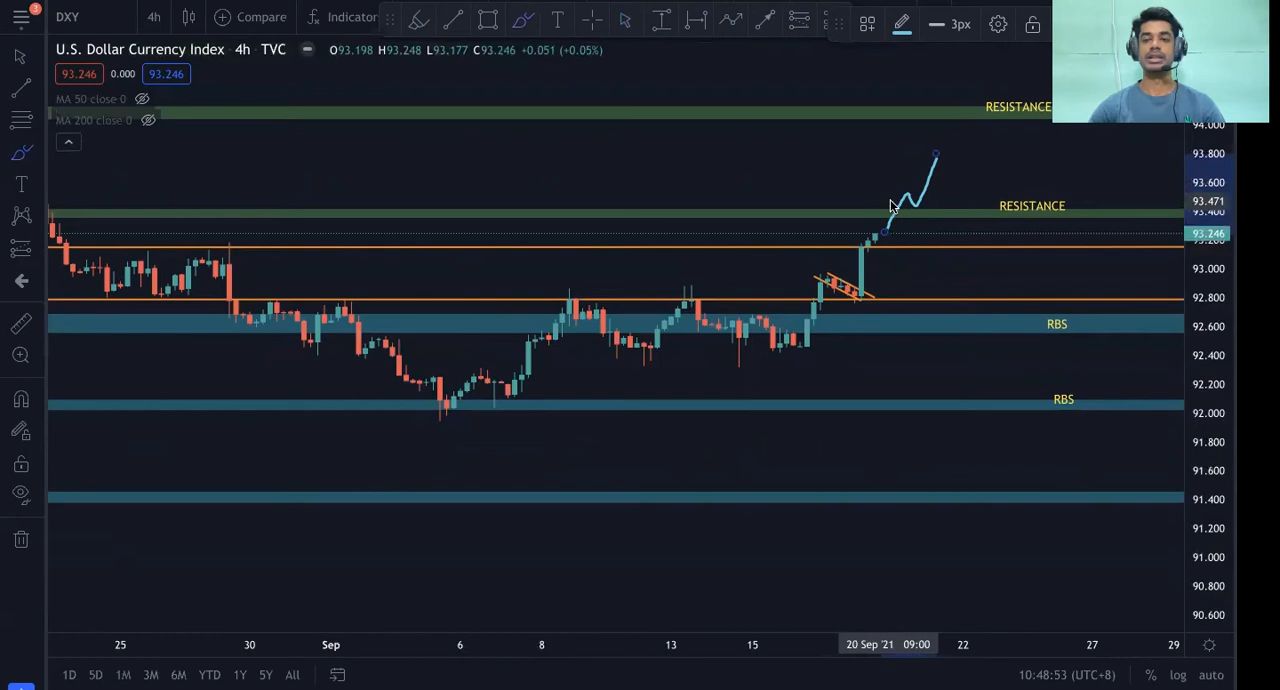 3
DXY
4h
Compare
Indicator
3px
U.S. Dollar Currency Index · 4h · TVC
O93.198 H93.248 L93.177 C93.246 +0.051 (+0.05%)
93.246 0.000 93.246
MA 50 close 0
MA 200 close 0
RESISTANCE
94.000
93.800
93.600
93.471
93.400
RESISTANCE
93.246
93.200
93.000
92.800
RBS
92.600
92.400
92.200
RBS
92.000
91.800
91.600
91.400
91.200
91.000
90.800
90.600
25 30 Sep 6 8 13 15 20 Sep '21 09:00 22 27 29
1D 5D 1M 3M 6M YTD 1Y 5Y All
10:48:53 (UTC+8) % log auto